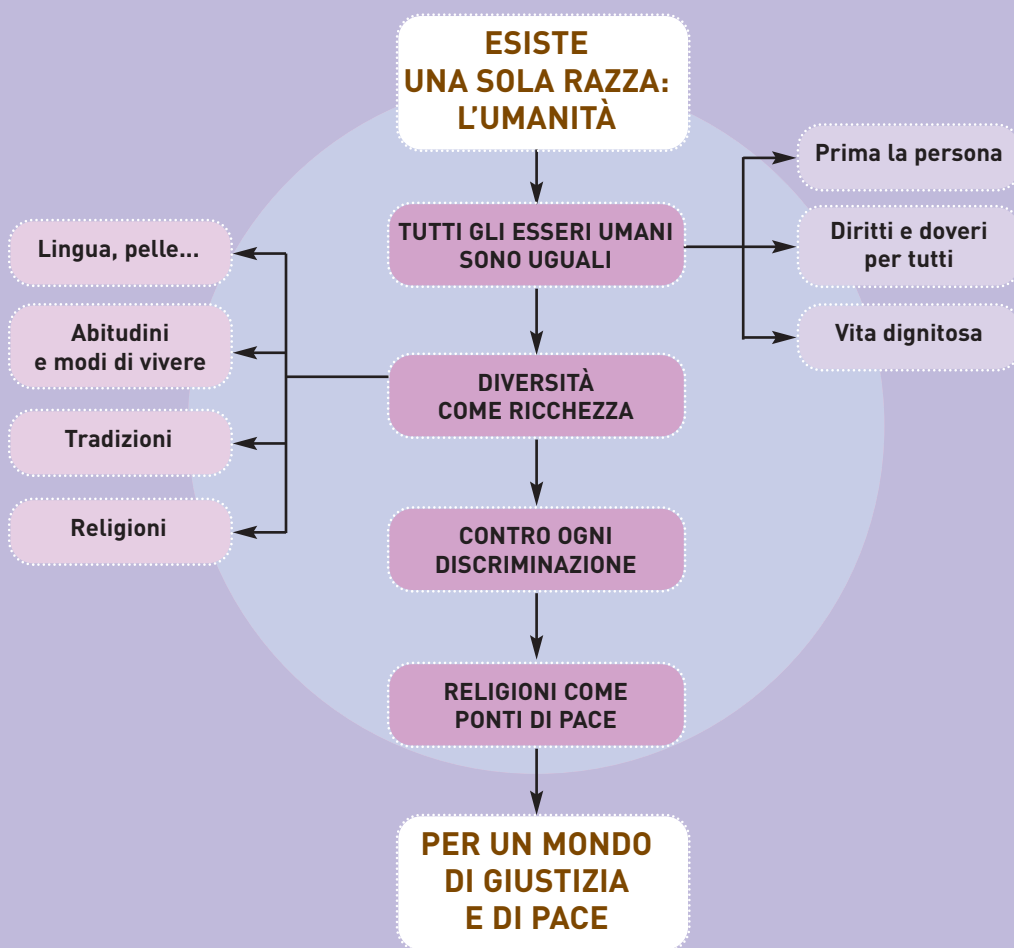 ESISTE
UNA SOLA RAZZA:
L'UMANITÀ
Prima la persona
TUTTI GLI ESSERI UMANI
SONO UGUALI
Diritti e doveri
per tutti
Lingua, pelle...
Vita dignitosa
Abitudini
e modi di vivere
DIVERSITÀ
COME RICCHEZZA
Tradizioni
Religioni
CONTRO OGNI
DISCRIMINAZIONE
RELIGIONI COME
PONTI DI PACE
PER UN MONDO
DI GIUSTIZIA
E DI PACE